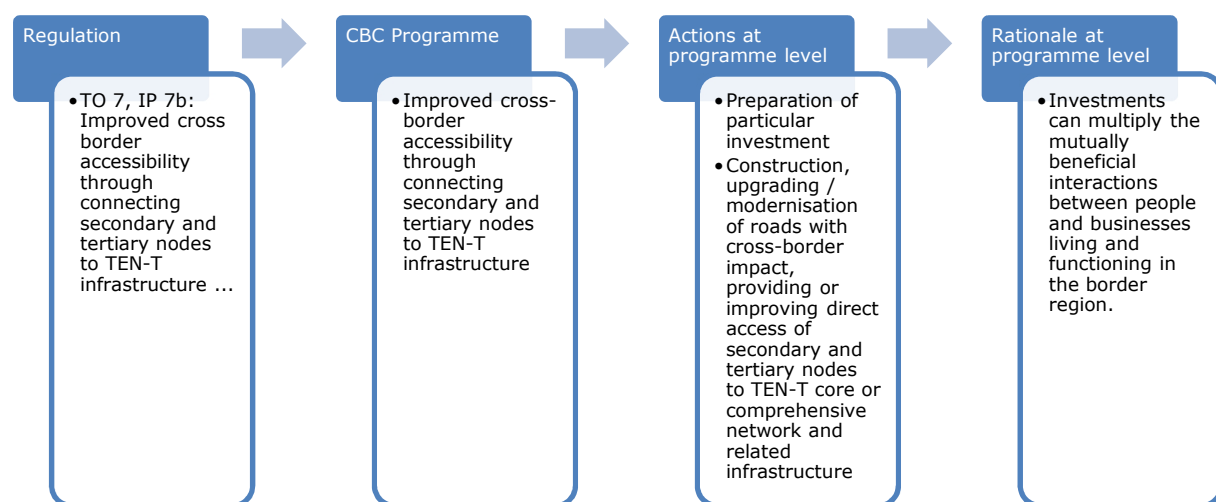 Regulation
•TO 7, IP 7b:
Improved cross
border
accessibility
through
connecting
secondary and
tertiary nodes
to TEN-T
infrastructure ...
CBC Programme
•Improved cross-
border
accessibility
through
connecting
secondary and
tertiary nodes
to TEN-T
infrastructure
Actions at
programme level
•Preparation of
particular
investment
•Construction,
upgrading /
modernisation
of roads with
cross-border
impact,
providing or
improving direct
access of
secondary and
tertiary nodes
to TEN-T core or
comprehensive
network and
related
infrastructure
Rationale at
programme level
•Investments
can multiply the
mutually
beneficial
interactions
between people
and businesses
living and
functioning in
the border
region.